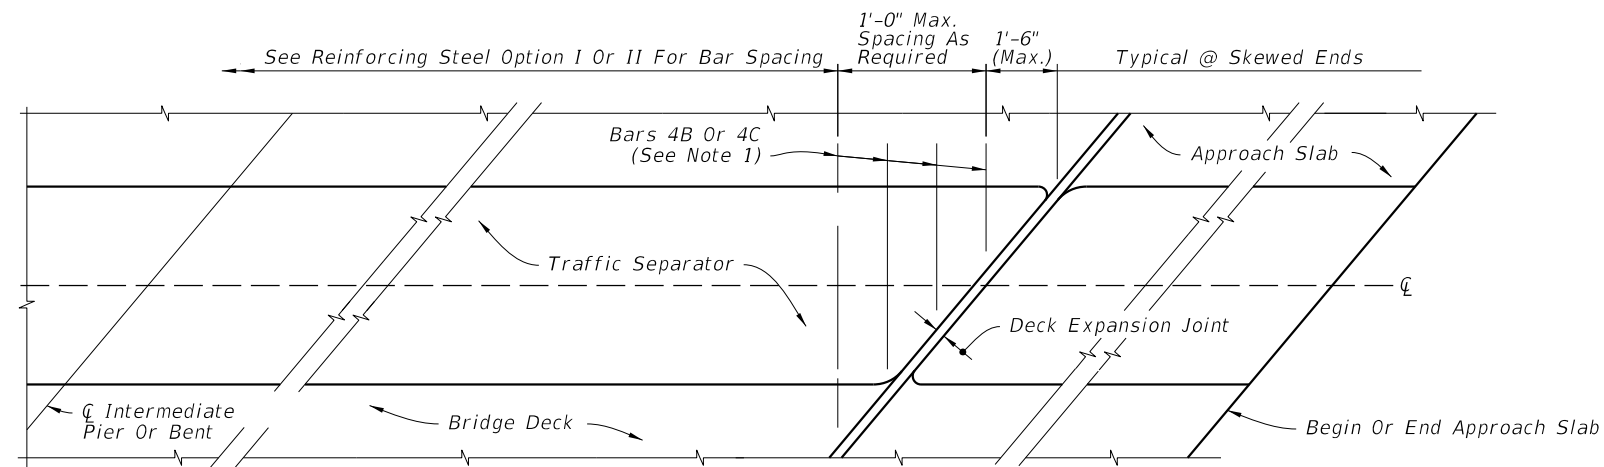 1'-0" Max.
Spacing As
Required
1'-6"
(Max.)
See Reinforcing Steel Option I Or II For Bar Spacing
Typical @ Skewed Ends
Bars 4B Or 4C
(See Note 1)
Approach Slab
Traffic Separator
℄
Deck Expansion Joint
℄ Intermediate
Pier Or Bent
Bridge Deck
Begin Or End Approach Slab